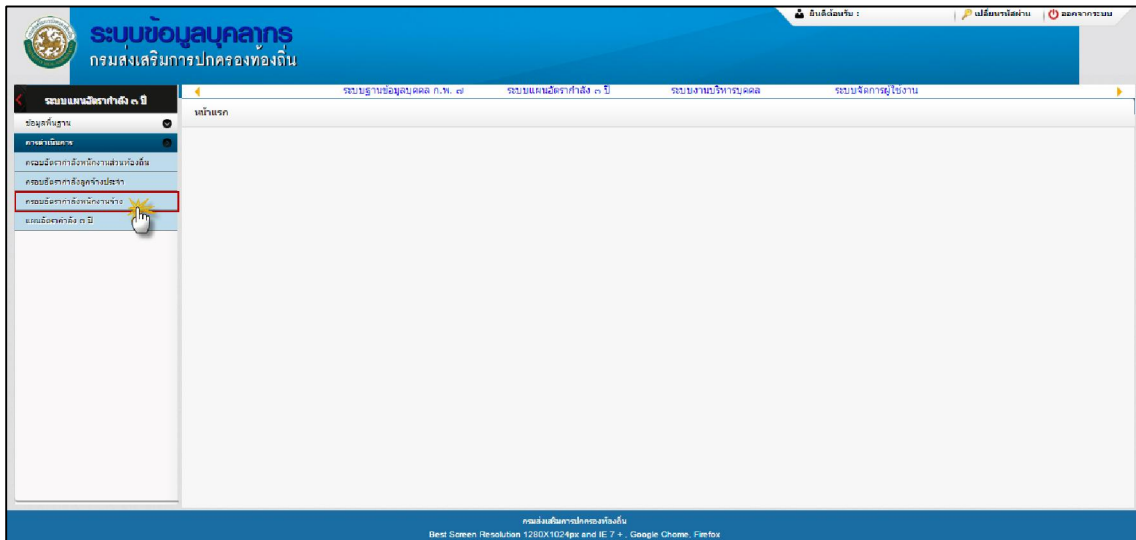 ยินดีต้อนรับ : เปลี่ยนรหัสผ่าน ออกจากระบบ
ระบบข้อมูลบุคลากร
กรมส่งเสริมการปกครองท้องถิ่น
ระบบแผนอัตรากำลัง ๓ ปี
ระบบฐานข้อมูลบุคคล ก.พ. ๗ ระบบแผนอัตรากำลัง ๓ ปี ระบบงานบริหารบุคคล ระบบจัดการผู้ใช้งาน
หน้าแรก
ข้อมูลพื้นฐาน
การดำเนินการ
กรอบอัตรากำลังพนักงานส่วนท้องถิ่น
กรอบอัตรากำลังลูกจ้างประจำ
กรอบอัตรากำลังพนักงานจ้าง
แผนอัตรากำลัง ๓ ปี
กรมส่งเสริมการปกครองท้องถิ่น
Best Screen Resolution 1280X1024px and IE 7 + , Google Chome, Firefox